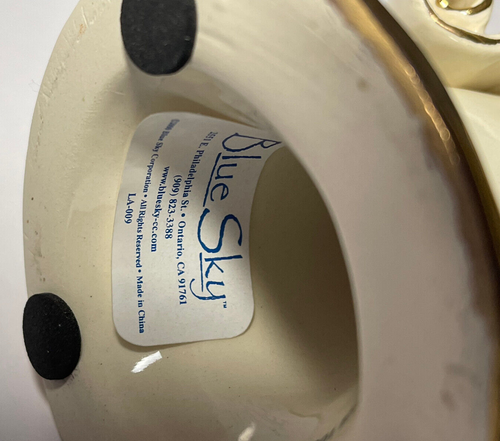 Blue Sky™
E. Philadelphia St. • Ontario, CA 91761
(909) 823-3388
www.bluesky-cc.com
Blue Sky Corporation • All Rights Reserved • Made in China
LA-009